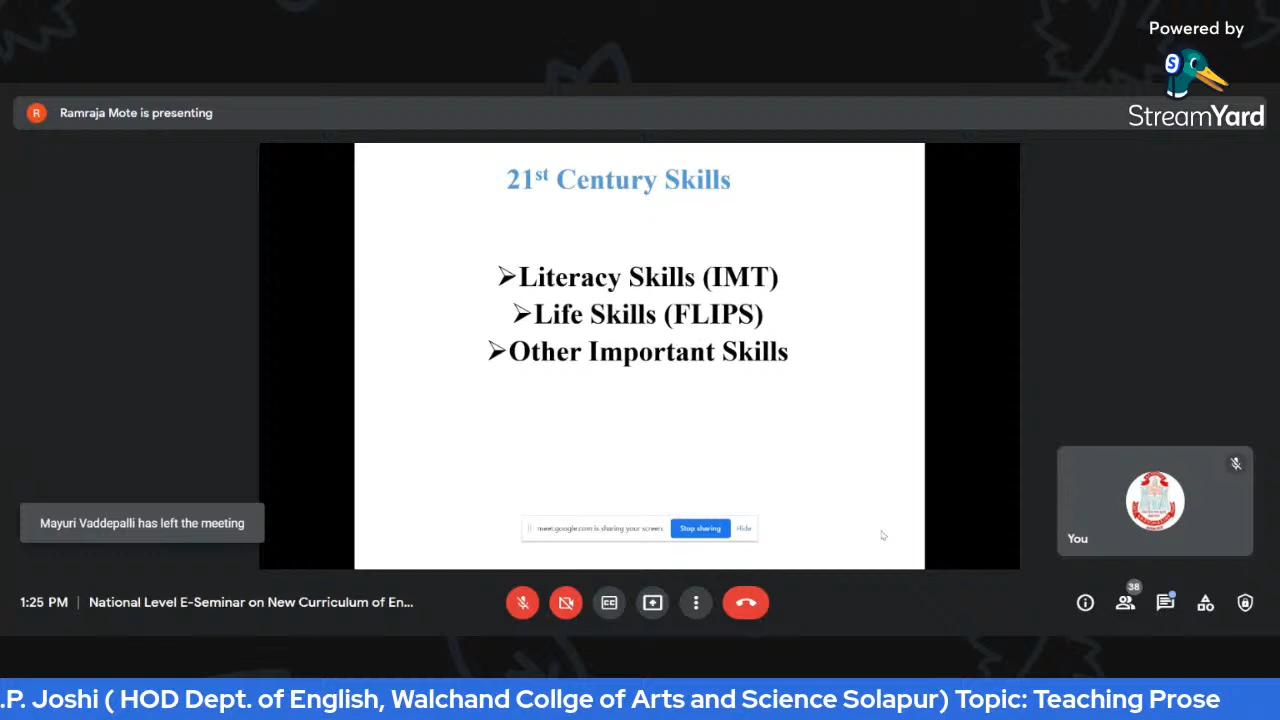 Powered by
StreamYard
R Ramraja Mote is presenting
21st Century Skills
➢Literacy Skills (IMT)
➢Life Skills (FLIPS)
➢Other Important Skills
Mayuri Vaddepalli has left the meeting
meet.google.com is sharing your screen. Stop sharing Hide
You
1:25 PM | National Level E-Seminar on New Curriculum of En...
38
.P. Joshi ( HOD Dept. of English, Walchand Collge of Arts and Science Solapur) Topic: Teaching Prose